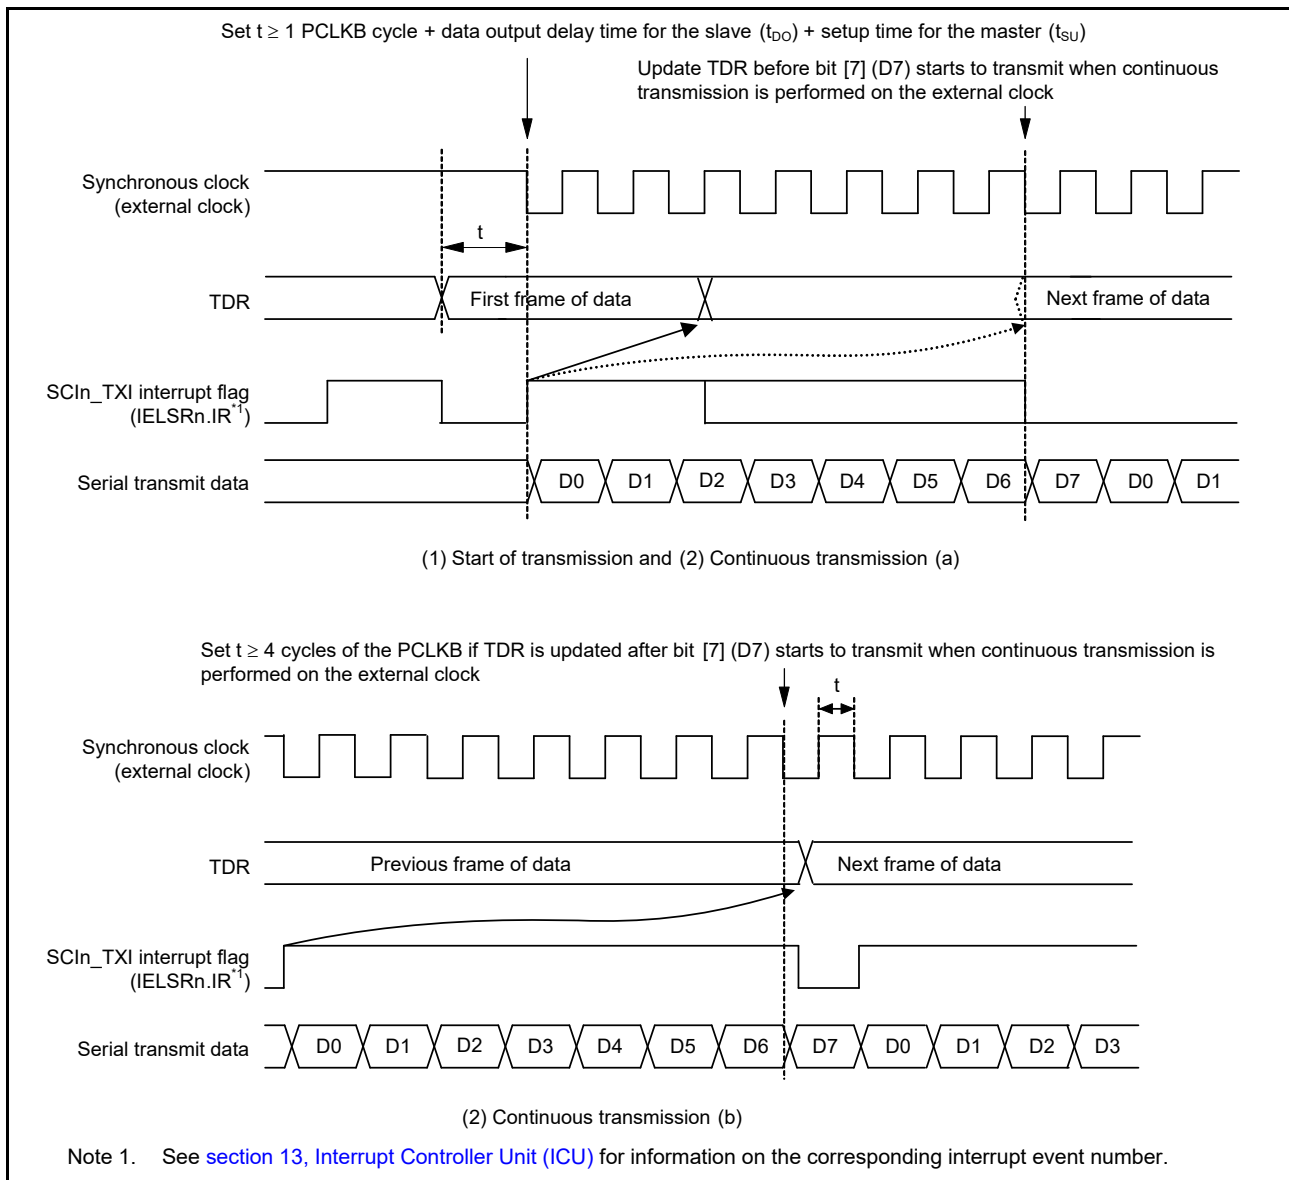 Set t ≥ 1 PCLKB cycle + data output delay time for the slave (tDO) + setup time for the master (tSU)
Update TDR before bit [7] (D7) starts to transmit when continuous
transmission is performed on the external clock
Synchronous clock
(external clock)
t
TDR
First frame of data
Next frame of data
SCIn_TXI interrupt flag
(IELSRn.IR*1)
Serial transmit data
D0 D1 D2 D3 D4 D5 D6 D7 D0 D1
(1) Start of transmission and (2) Continuous transmission (a)
Set t ≥ 4 cycles of the PCLKB if TDR is updated after bit [7] (D7) starts to transmit when continuous transmission is
performed on the external clock
t
Synchronous clock
(external clock)
TDR
Previous frame of data
Next frame of data
SCIn_TXI interrupt flag
(IELSRn.IR*1)
Serial transmit data
D0 D1 D2 D3 D4 D5 D6 D7 D0 D1 D2 D3
(2) Continuous transmission (b)
Note 1. See section 13, Interrupt Controller Unit (ICU) for information on the corresponding interrupt event number.